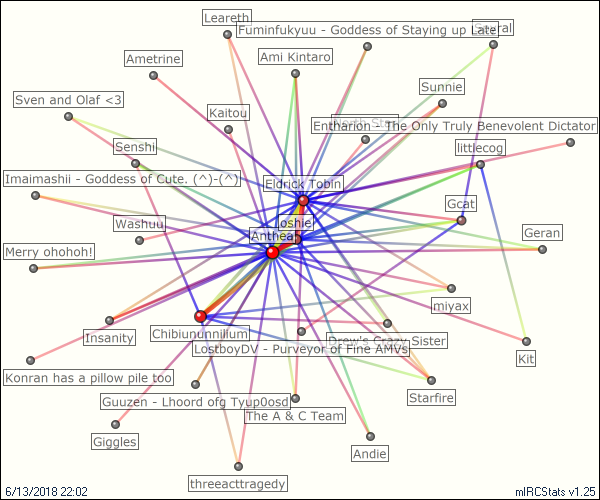 Leareth
Fuminfukyuu - Goddess of Staying up Late
Ami Kintaro
Ametrine
Sunnie
Sven and Olaf <3
Kaitou
Entharion - The Only Truly Benevolent Dictator
Senshi
littlecog
Imaimashii - Goddess of Cute. (^)-(^)
Eldrick Tobin
Gcat
Washuu
Joshie
Anthea
Geran
Merry ohohoh!
miyax
Insanity
Chibiununnilium
Drew's Crazy Sister
LostboyDV - Purveyor of Fine AMVs
Kit
Konran has a pillow pile too
Guuzen - Lhoord ofg Tyup0osd
Starfire
The A & C Team
Giggles
Andie
threeacttragedy
6/13/2018 22:02
mIRCStats v1.25